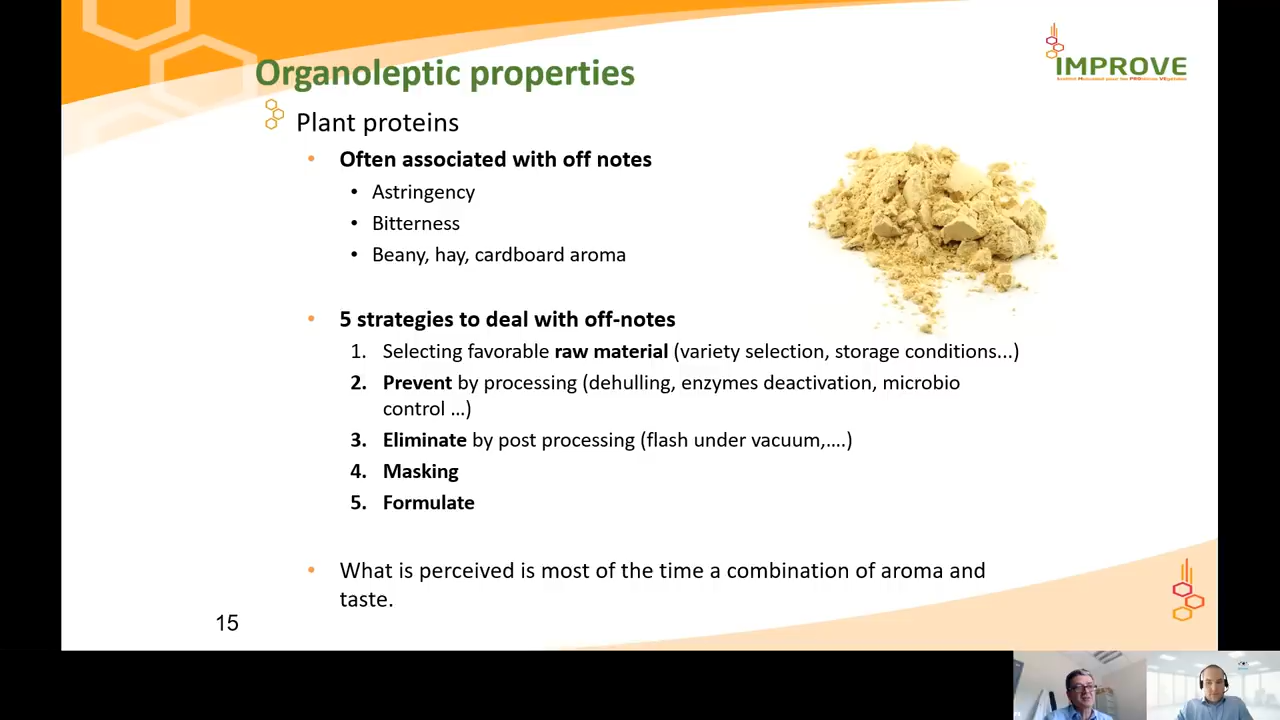 Organoleptic properties
IMPROVE
Plant proteins
• Often associated with off notes
• Astringency
• Bitterness
• Beany, hay, cardboard aroma
• 5 strategies to deal with off-notes
1. Selecting favorable raw material (variety selection, storage conditions...)
2. Prevent by processing (dehulling, enzymes deactivation, microbio
control ...)
3. Eliminate by post processing (flash under vacuum,....)
4. Masking
5. Formulate
• What is perceived is most of the time a combination of aroma and
taste.
15